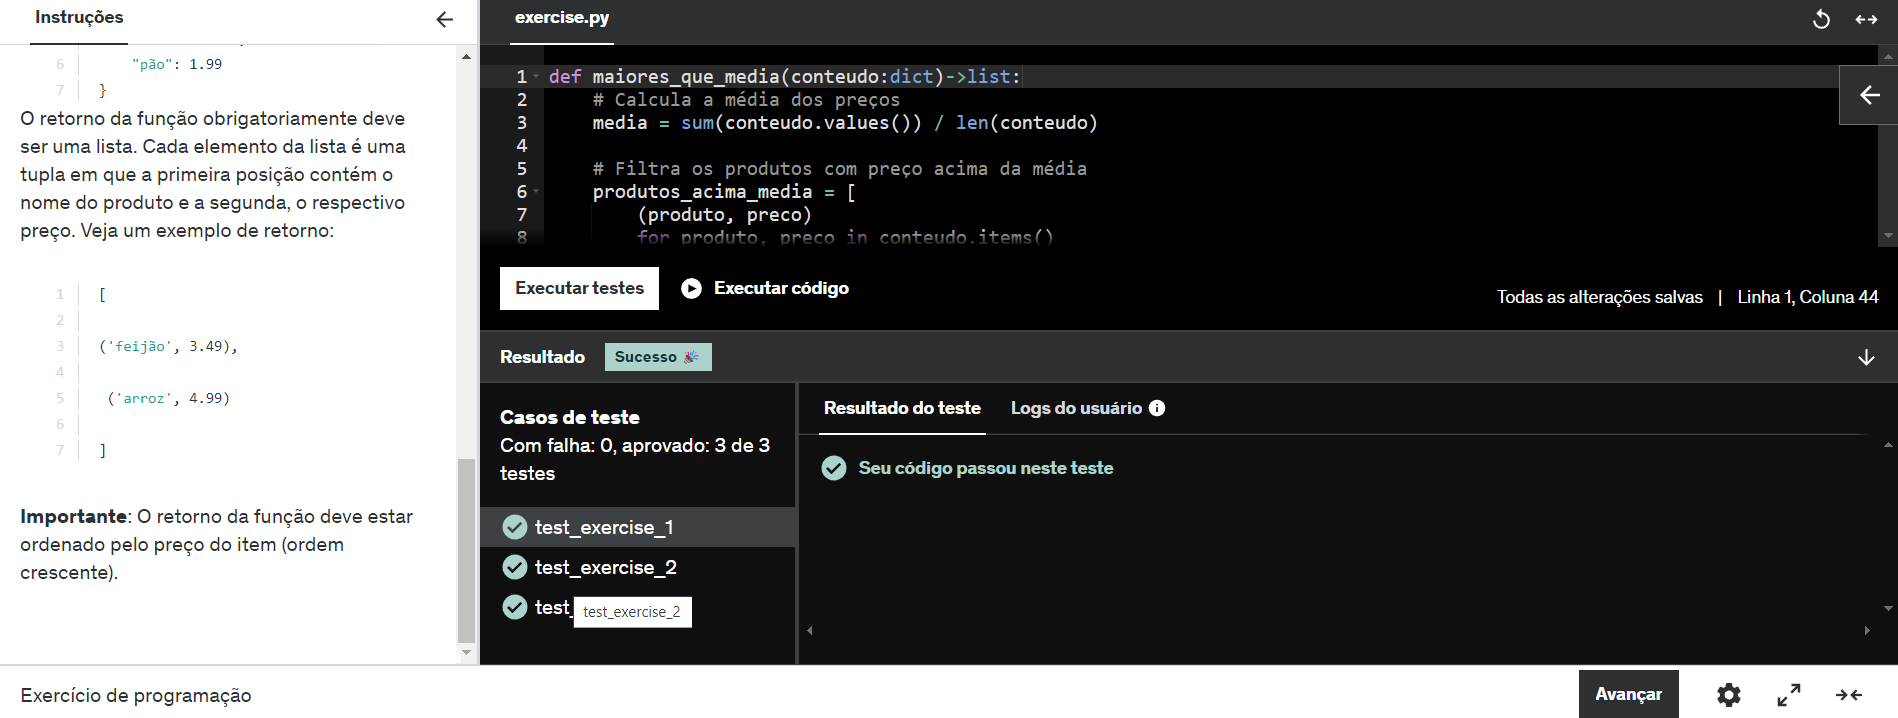 Instruções
6 "pão": 1.99
7 }
O retorno da função obrigatoriamente deve
ser uma lista. Cada elemento da lista é uma
tupla em que a primeira posição contém o
nome do produto e a segunda, o respectivo
preço. Veja um exemplo de retorno:
1 [
2
3 ('feijão', 3.49),
4
5 ('arroz', 4.99)
6
7 ]
Importante: O retorno da função deve estar
ordenado pelo preço do item (ordem
crescente).
exercise.py
1 def maiores_que_media(conteudo:dict)->list:
2 # Calcula a média dos preços
3 media = sum(conteudo.values()) / len(conteudo)
4
5 # Filtra os produtos com preço acima da média
6 produtos_acima_media = [
7 (produto, preco)
8 for produto, preco in conteudo.items()
Executar testes
Executar código
Todas as alterações salvas | Linha 1, Coluna 44
Resultado
Sucesso 🎉
Casos de teste
Com falha: 0, aprovado: 3 de 3
testes
test_exercise_1
test_exercise_2
test_
test_exercise_2
Resultado do teste
Logs do usuário
Seu código passou neste teste
Exercício de programação
Avançar